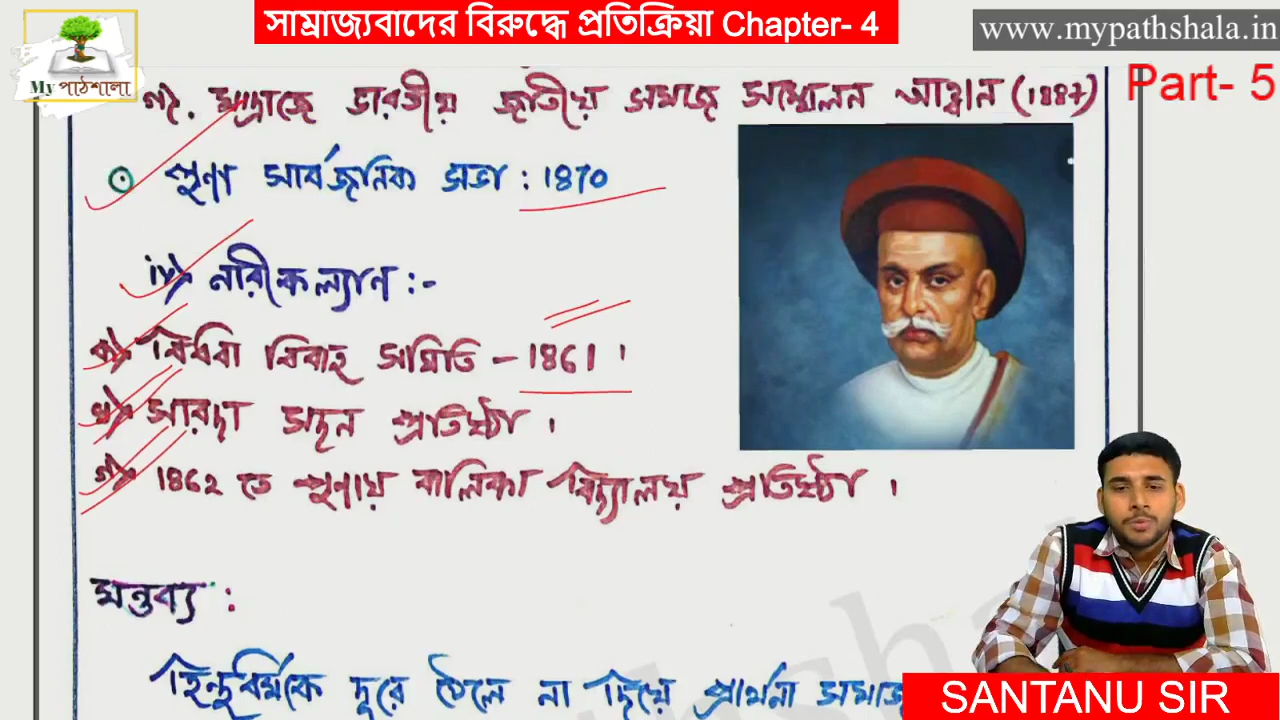 সাম্রাজ্যবাদের বিরুদ্ধে প্রতিক্রিয়া Chapter- 4
www.mypathshala.in
My পাঠশালা
Part- 5
গ). মাদ্রাজে ভারতীয় জাতীয় সমাজ সম্মেলন আহ্বান (1887)
পুণা সার্বজনিক সভা : 1870
iv) নারীকল্যাণ :-
ক) বিধবা বিবাহ সমিতি - 1861।
খ) সারদা সদন প্রতিষ্ঠা।
গ) ১৪৬২ তে পুণায় বালিকা বিদ্যালয় প্রতিষ্ঠা।
মন্তব্য :
হিন্দুধর্মকে দূরে ঠেলে না দিয়ে প্রার্থনা সমাজ
SANTANU SIR